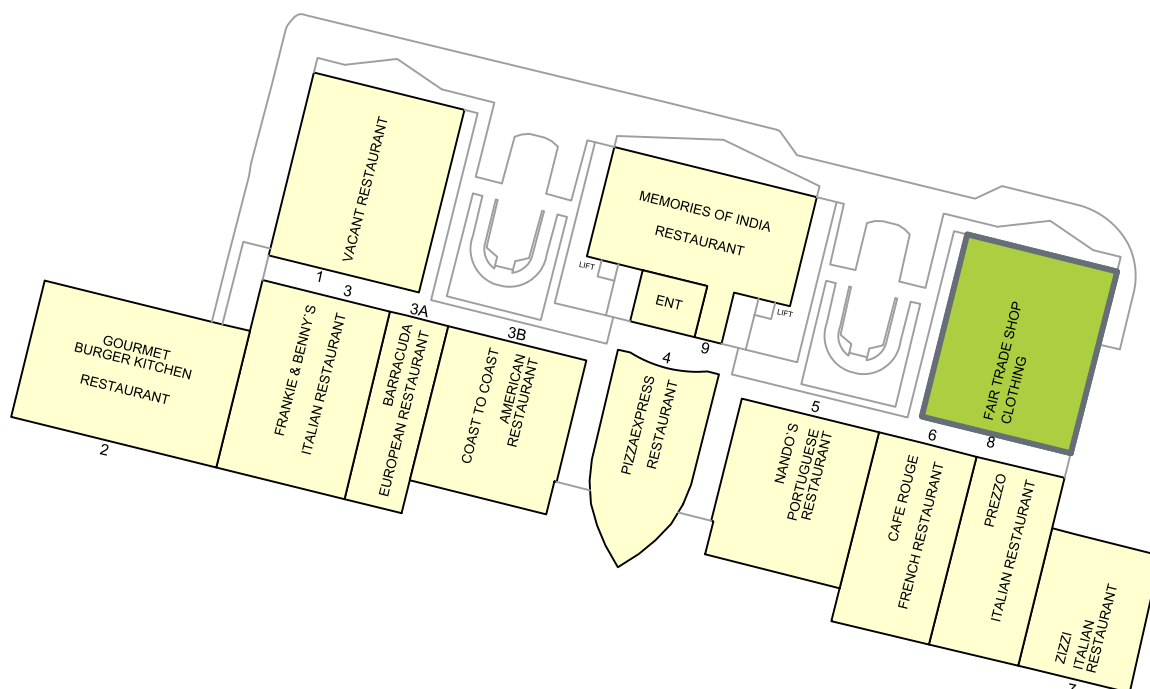 VACANT RESTAURANT
1
MEMORIES OF INDIA
RESTAURANT
LIFT
LIFT
ENT
9
FAIR TRADE SHOP
CLOTHING
8
GOURMET
BURGER KITCHEN
RESTAURANT
2
3
FRANKIE & BENNY`S
ITALIAN RESTAURANT
3A
BARRACUDA
EUROPEAN RESTAURANT
3B
COAST TO COAST
AMERICAN
RESTAURANT
4
PIZZAEXPRESS
RESTAURANT
5
NANDO`S
PORTUGUESE
RESTAURANT
6
CAFE ROUGE
FRENCH RESTAURANT
PREZZO
ITALIAN RESTAURANT
ZIZZI
ITALIAN
RESTAURANT